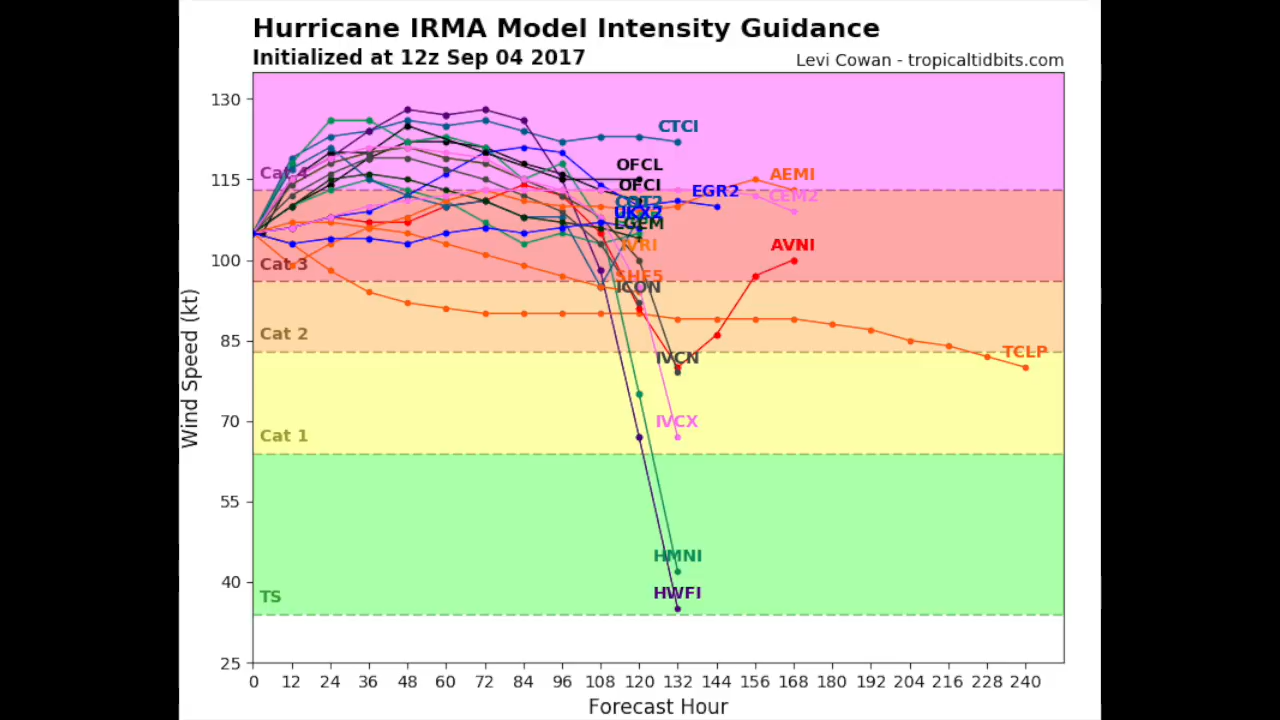 Hurricane IRMA Model Intensity Guidance
Initialized at 12z Sep 04 2017
Levi Cowan - tropicaltidbits.com
Wind Speed (kt)
130
115
100
85
70
55
40
25
Cat 4
Cat 3
Cat 2
Cat 1
TS
CTCI
OFCL
AEMI
OFCI
EGR2
CEM2
UKX2
LGEM
IVRI
AVNI
SHF5
ICON
TCLP
IVCN
IVCX
HMNI
HWFI
0 12 24 36 48 60 72 84 96 108 120 132 144 156 168 180 192 204 216 228 240
Forecast Hour